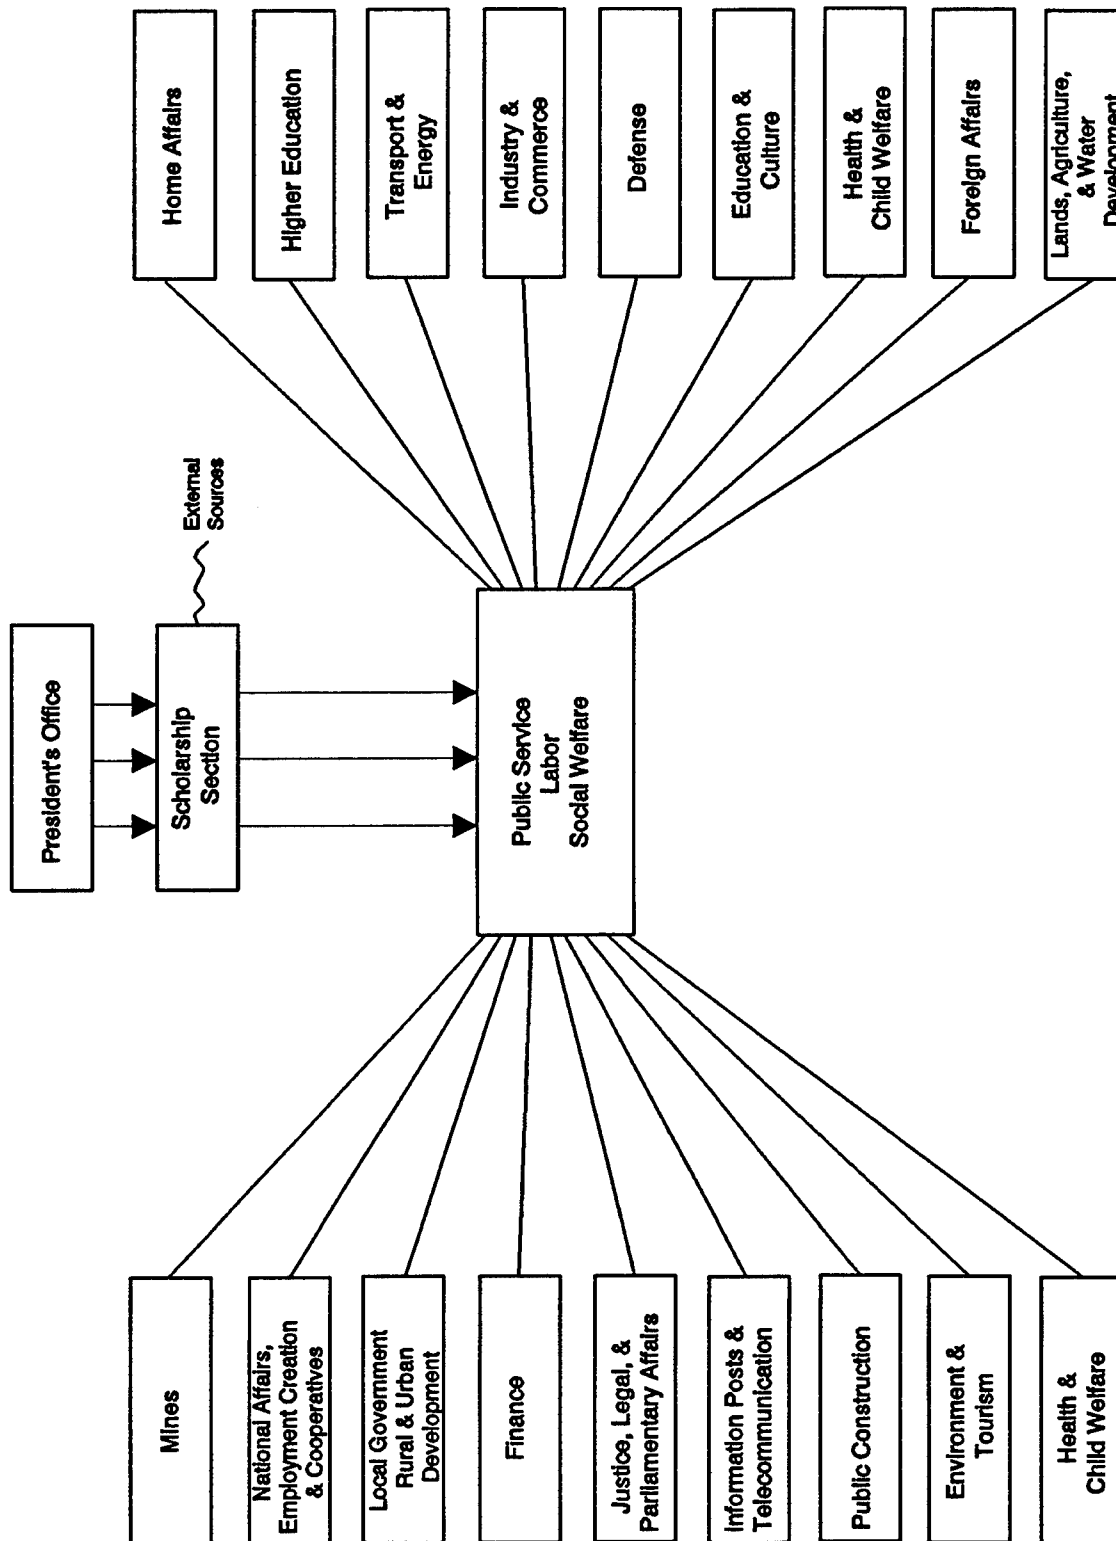 President's Office
Scholarship
Section
External
Sources
Public Service
Labor
Social Welfare
Mines
National Affairs,
Employment Creation
& Cooperatives
Local Government
Rural & Urban
Development
Finance
Justice, Legal, &
Parliamentary Affairs
Information Posts &
Telecommunication
Public Construction
Environment &
Tourism
Health &
Child Welfare
Home Affairs
Higher Education
Transport &
Energy
Industry &
Commerce
Defense
Education &
Culture
Health &
Child Welfare
Foreign Affairs
Lands, Agriculture,
& Water
Development